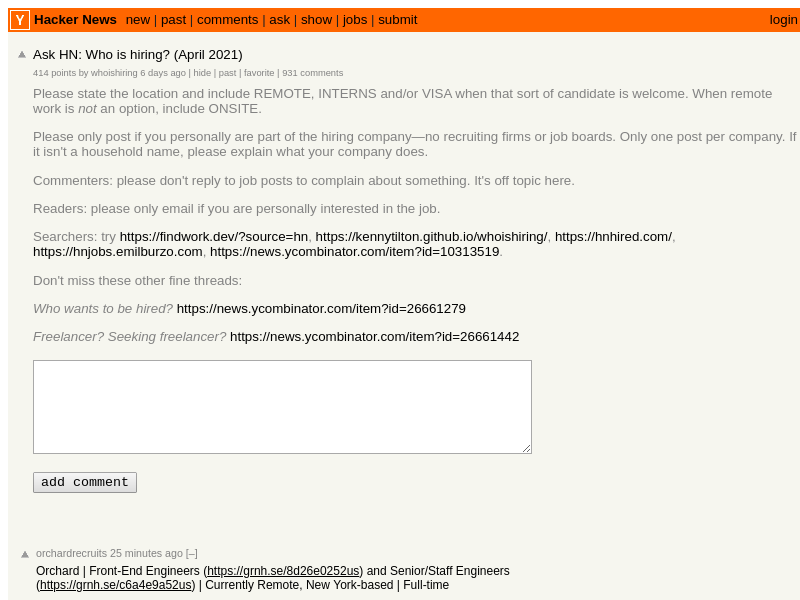 Y Hacker News new | past | comments | ask | show | jobs | submit login
▲ Ask HN: Who is hiring? (April 2021)
414 points by whoishiring 6 days ago | hide | past | favorite | 931 comments
Please state the location and include REMOTE, INTERNS and/or VISA when that sort of candidate is welcome. When remote
work is not an option, include ONSITE.
Please only post if you personally are part of the hiring company—no recruiting firms or job boards. Only one post per company. If
it isn't a household name, please explain what your company does.
Commenters: please don't reply to job posts to complain about something. It's off topic here.
Readers: please only email if you are personally interested in the job.
Searchers: try https://findwork.dev/?source=hn, https://kennytilton.github.io/whoishiring/, https://hnhired.com/,
https://hnjobs.emilburzo.com, https://news.ycombinator.com/item?id=10313519.
Don't miss these other fine threads:
Who wants to be hired? https://news.ycombinator.com/item?id=26661279
Freelancer? Seeking freelancer? https://news.ycombinator.com/item?id=26661442
add comment
▲ orchardrecruits 25 minutes ago [–]
Orchard | Front-End Engineers (https://grnh.se/8d26e0252us) and Senior/Staff Engineers
(https://grnh.se/c6a4e9a52us) | Currently Remote, New York-based | Full-time